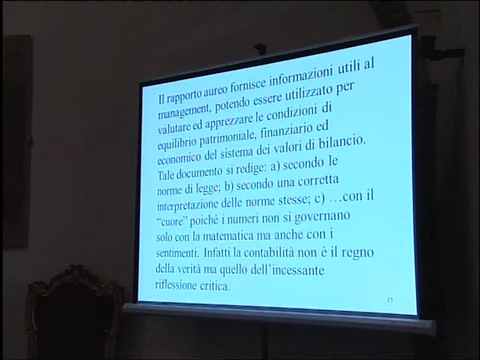 Il rapporto aureo fornisce informazioni utili al
management, potendo essere utilizzato per
valutare ed apprezzare le condizioni di
equilibrio patrimoniale, finanziario ed
economico del sistema dei valori di bilancio.
Tale documento si redige: a) secondo le
norme di legge; b) secondo una corretta
interpretazione delle norme stesse; c) …con il
“cuore” poiché i numeri non si governano
solo con la matematica ma anche con i
sentimenti. Infatti la contabilità non è il regno
della verità ma quello dell’incessante
riflessione critica.
15